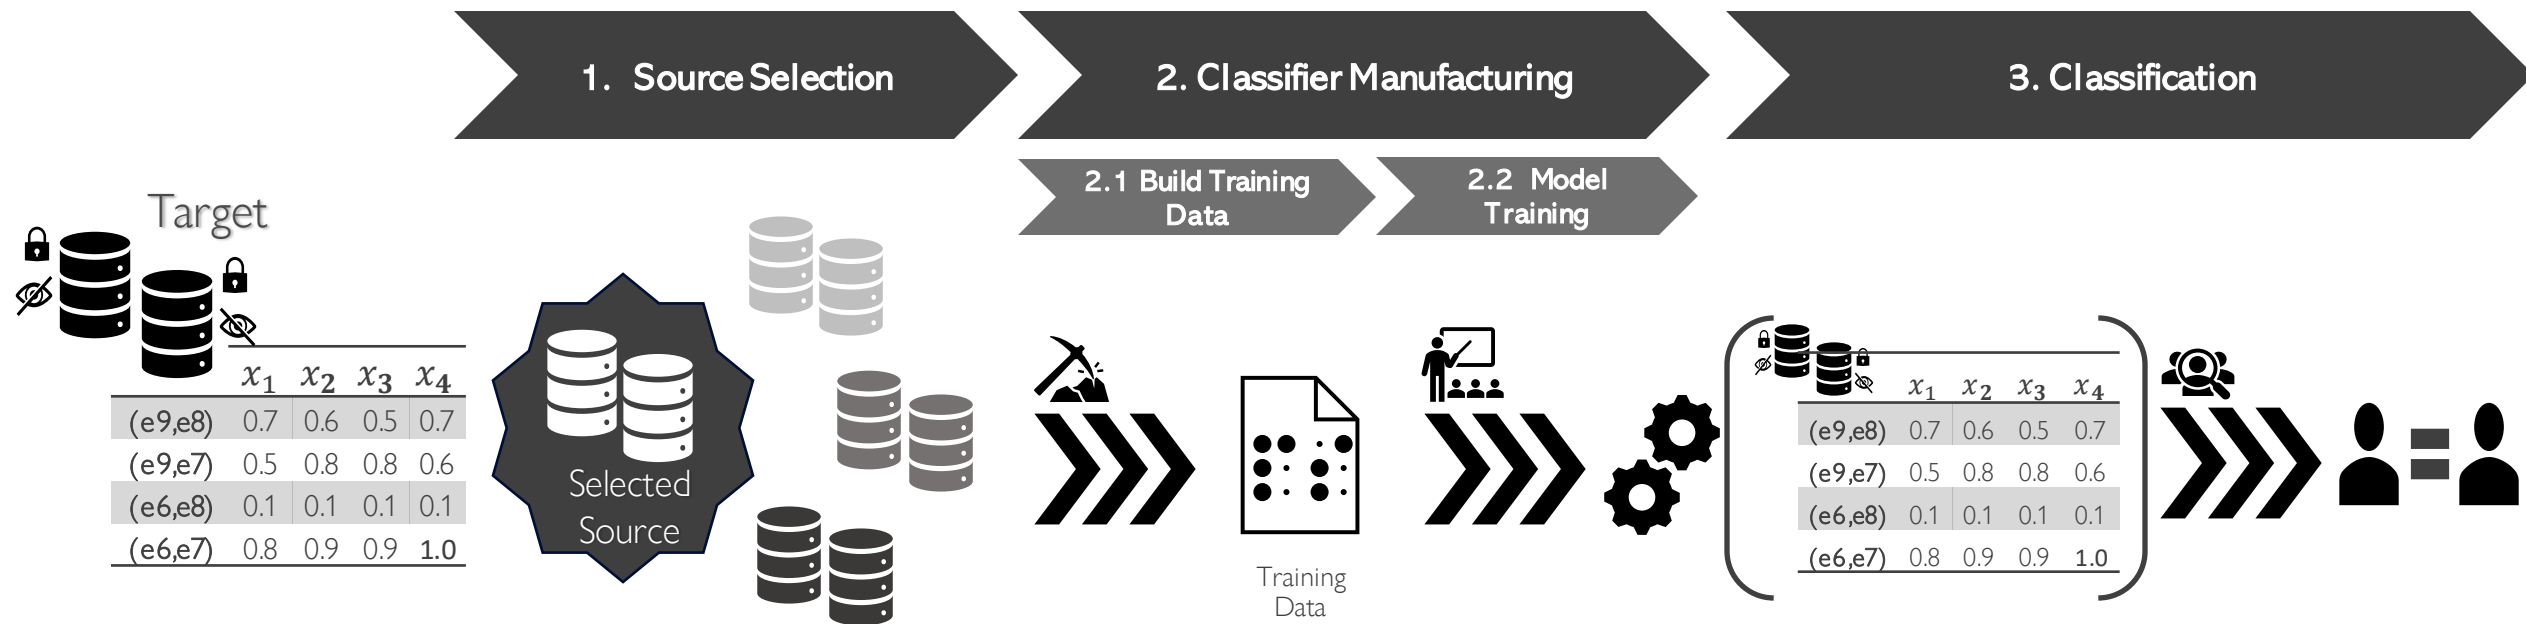 1. Source Selection
2. Classifier Manufacturing
3. Classification
2.1 Build Training
Data
2.2 Model
Training
Target
x₁ x₂ x₃ x₄
(e9,e8) 0.7 0.6 0.5 0.7
(e9,e7) 0.5 0.8 0.8 0.6
(e6,e8) 0.1 0.1 0.1 0.1
(e6,e7) 0.8 0.9 0.9 1.0
Selected
Source
Training
Data
x₁ x₂ x₃ x₄
(e9,e8) 0.7 0.6 0.5 0.7
(e9,e7) 0.5 0.8 0.8 0.6
(e6,e8) 0.1 0.1 0.1 0.1
(e6,e7) 0.8 0.9 0.9 1.0